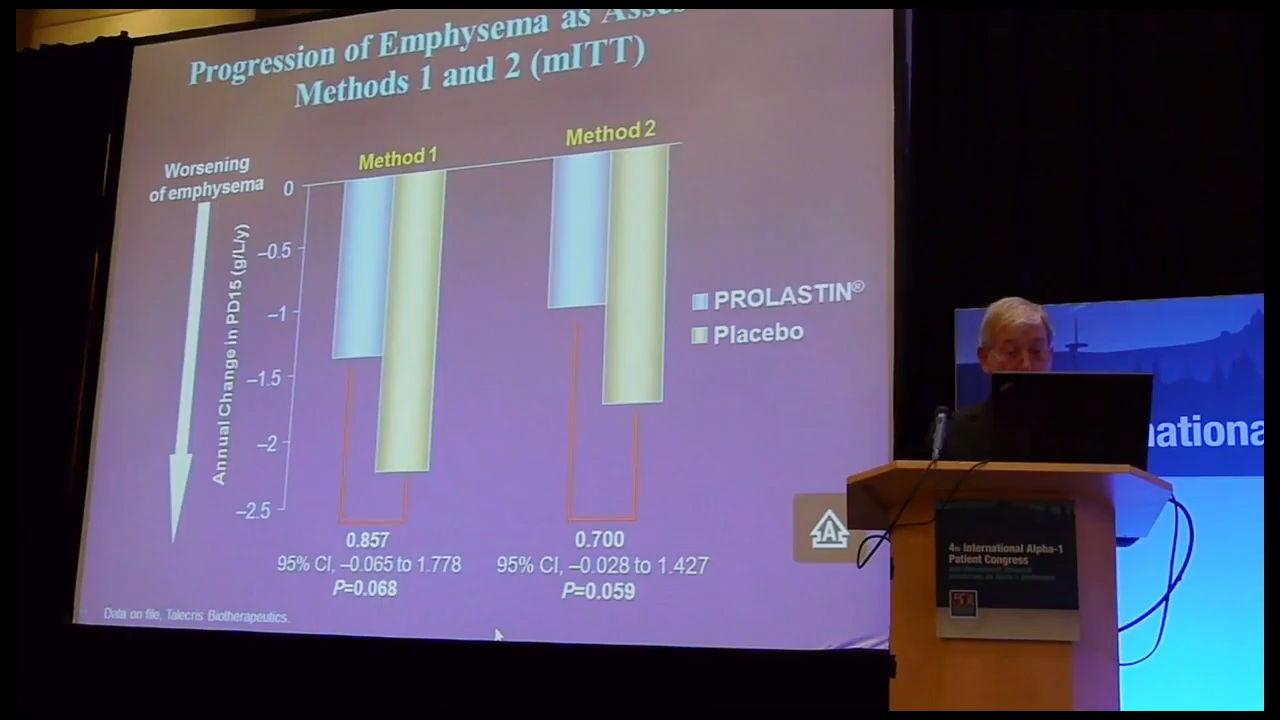 Progression of Emphysema as
Methods 1 and 2 (mITT)
Worsening
of emphysema
Method 1
Method 2
0
–0.5
–1
–1.5
–2
–2.5
Annual Change in PD15 (g/L/y)
PROLASTIN®
Placebo
0.857
95% CI, –0.065 to 1.778
P=0.068
0.700
95% CI, –0.028 to 1.427
P=0.059
Data on file, Talecris Biotherapeutics.
4th International Alpha-1
Patient Congress